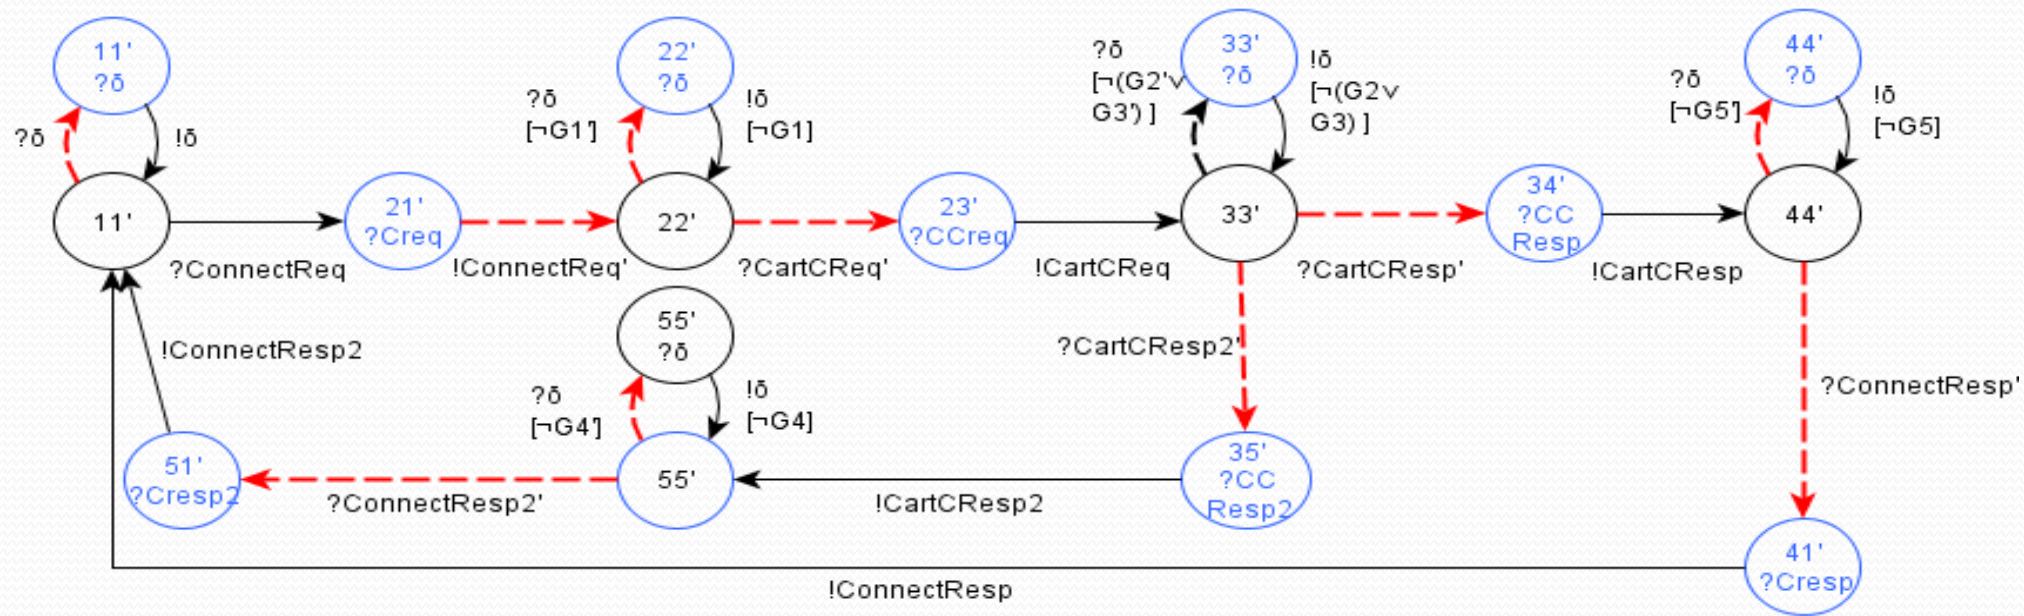 11'
?δ
22'
?δ
33'
?δ
44'
?δ
?δ
!δ
?δ
[¬G1']
!δ
[¬G1]
?δ
[¬(G2'∨
G3') ]
!δ
[¬(G2∨
G3) ]
?δ
[¬G5']
!δ
[¬G5]
11'
21'
?Creq
22'
23'
?CCreq
33'
34'
?CC
Resp
44'
?ConnectReq
!ConnectReq'
?CartCReq'
!CartCReq
?CartCResp'
!CartCResp
55'
?δ
!ConnectResp2
?CartCResp2'
?δ
[¬G4']
!δ
[¬G4]
?ConnectResp'
51'
?Cresp2
?ConnectResp2'
55'
!CartCResp2
35'
?CC
Resp2
41'
?Cresp
!ConnectResp